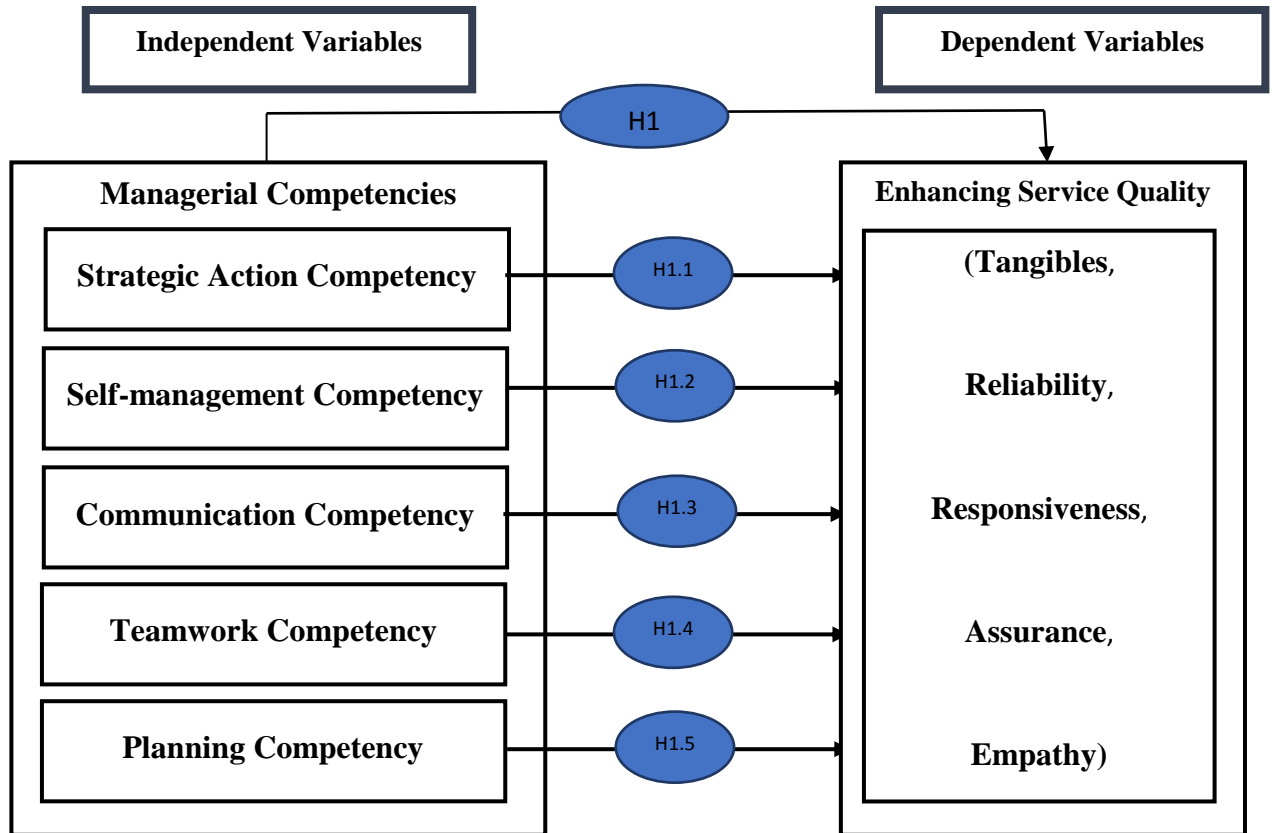 Independent Variables
Dependent Variables
H1
Managerial Competencies
Enhancing Service Quality
Strategic Action Competency
H1.1
(Tangibles,
Self-management Competency
H1.2
Reliability,
Communication Competency
H1.3
Responsiveness,
Teamwork Competency
H1.4
Assurance,
Planning Competency
H1.5
Empathy)